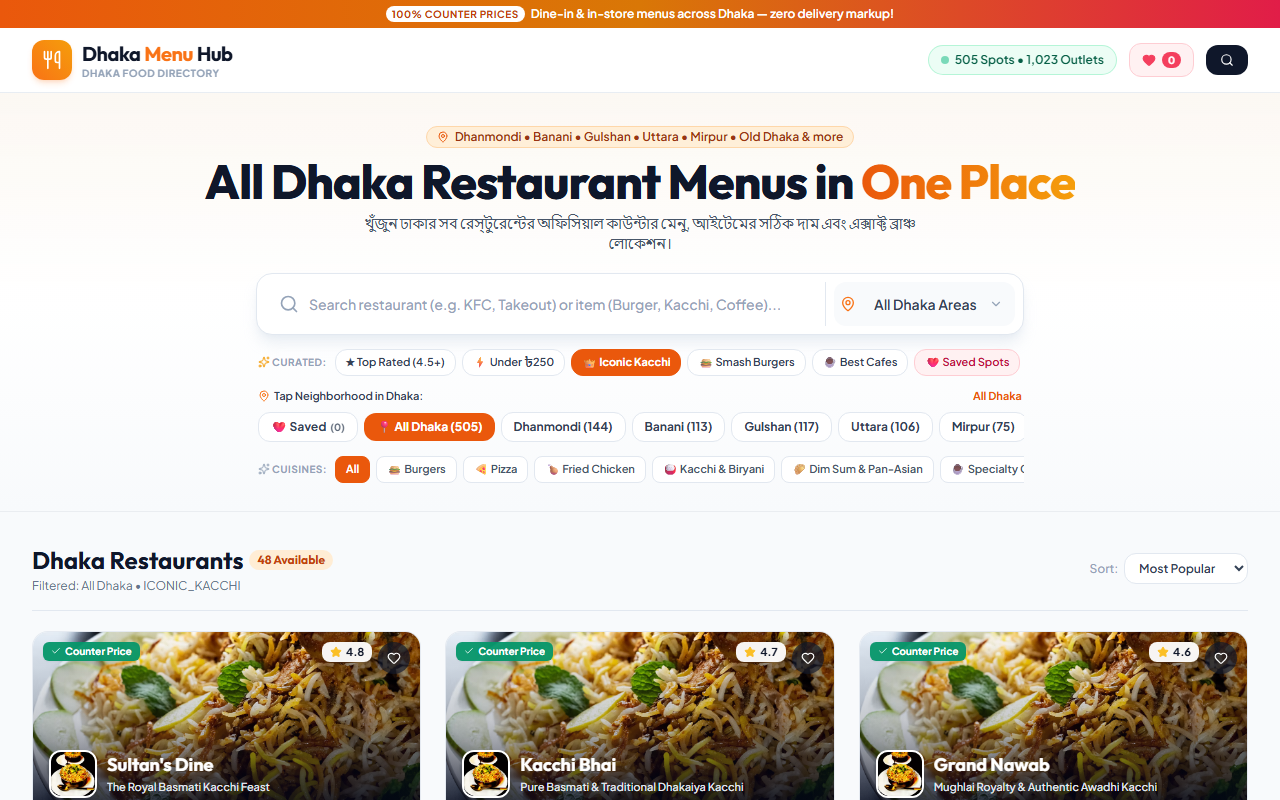 100% COUNTER PRICES Dine-in & in-store menus across Dhaka — zero delivery markup!
Dhaka Menu Hub
DHAKA FOOD DIRECTORY
505 Spots • 1,023 Outlets
0
Dhanmondi • Banani • Gulshan • Uttara • Mirpur • Old Dhaka & more
All Dhaka Restaurant Menus in One Place
খুঁজুন ঢাকার সব রেস্টুরেন্টের অফিসিয়াল কাউন্টার মেনু, আইটেমের সঠিক দাম এবং এক্সাক্ট ব্রাঞ্চ
লোকেশন।
Search restaurant (e.g. KFC, Takeout) or item (Burger, Kacchi, Coffee)...
All Dhaka Areas
CURATED: ★ Top Rated (4.5+) Under ৳250 Iconic Kacchi Smash Burgers Best Cafes Saved Spots
Tap Neighborhood in Dhaka: All Dhaka
Saved (0) All Dhaka (505) Dhanmondi (144) Banani (113) Gulshan (117) Uttara (106) Mirpur (75)
CUISINES: All Burgers Pizza Fried Chicken Kacchi & Biryani Dim Sum & Pan-Asian Specialty C
Dhaka Restaurants 48 Available
Filtered: All Dhaka • ICONIC_KACCHI
Sort: Most Popular
Counter Price 4.8
Sultan's Dine
The Royal Basmati Kacchi Feast
Counter Price 4.7
Kacchi Bhai
Pure Basmati & Traditional Dhakaiya Kacchi
Counter Price 4.6
Grand Nawab
Mughlai Royalty & Authentic Awadhi Kacchi